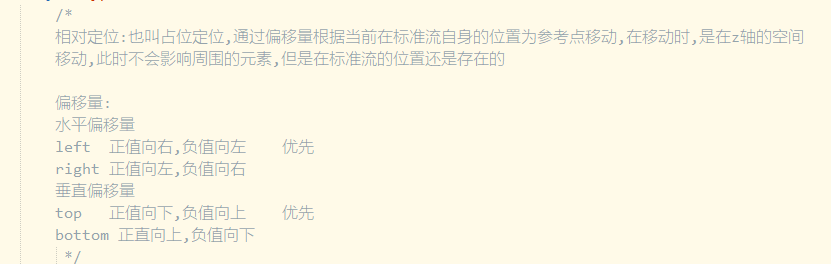 /*
相对定位:也叫占位定位,通过偏移量根据当前在标准流自身的位置为参考点移动,在移动时,是在z轴的空间
移动,此时不会影响周围的元素,但是在标准流的位置还是存在的
偏移量:
水平偏移量
left 正值向右,负值向左 优先
right 正值向左,负值向右
垂直偏移量
top 正值向下,负值向上 优先
bottom 正直向上,负值向下
*/